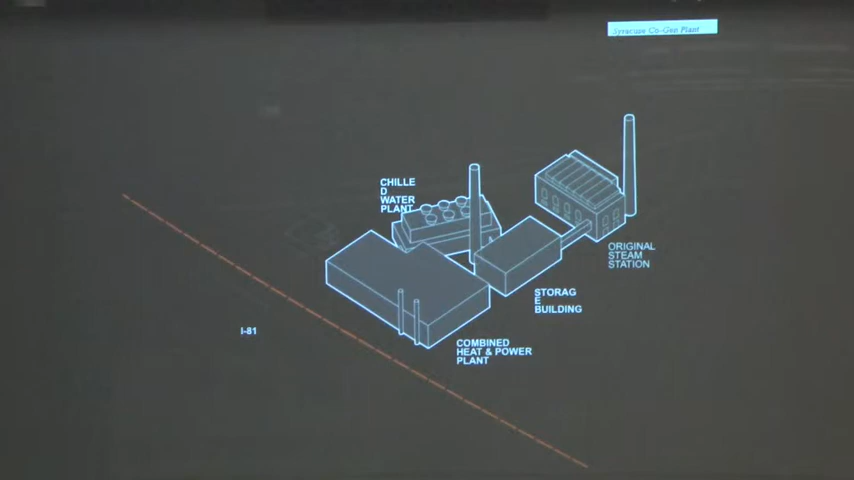 Syracuse Co-Gen Plant
CHILLE
D
WATER
PLANT
ORIGINAL
STEAM
STATION
STORAG
E
BUILDING
I-81
COMBINED
HEAT & POWER
PLANT